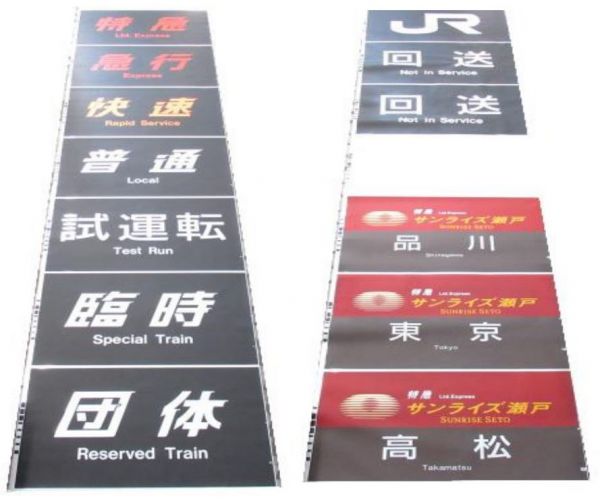 特急
Ltd. Express
急行
Express
快速
Rapid Service
普通
Local
試運転
Test Run
臨時
Special Train
団体
Reserved Train
JR
回送
Not in Service
回送
Not in Service
特急 Ltd. Express
サンライズ瀬戸
SUNRISE SETO
品川
Shinagawa
特急 Ltd. Express
サンライズ瀬戸
SUNRISE SETO
東京
Tokyo
特急 Ltd. Express
サンライズ瀬戸
SUNRISE SETO
高松
Takamatsu